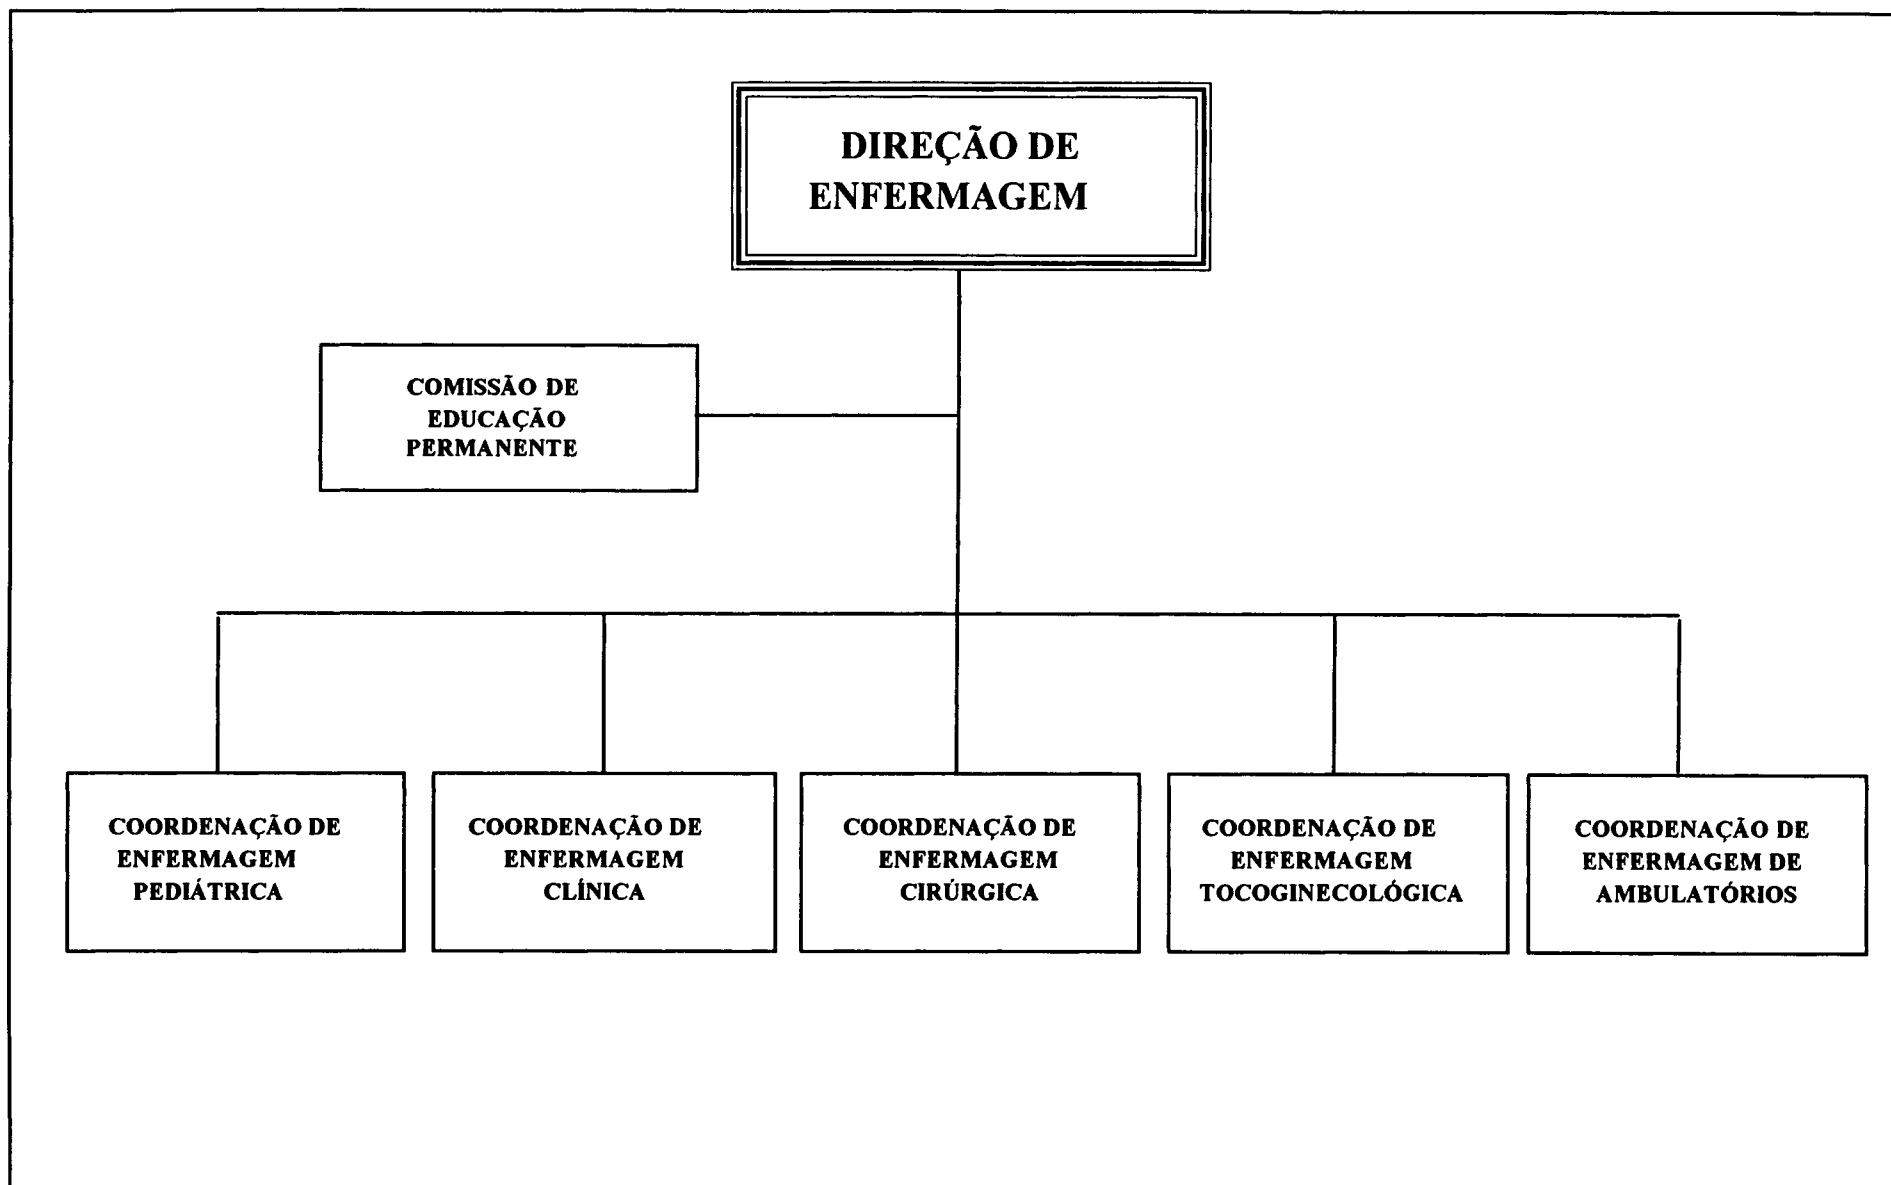 DIREÇÃO DE
ENFERMAGEM
COMISSÃO DE
EDUCAÇÃO
PERMANENTE
COORDENAÇÃO DE
ENFERMAGEM
PEDIÁTRICA
COORDENAÇÃO DE
ENFERMAGEM
CLÍNICA
COORDENAÇÃO DE
ENFERMAGEM
CIRÚRGICA
COORDENAÇÃO DE
ENFERMAGEM
TOCOGINECOLÓGICA
COORDENAÇÃO DE
ENFERMAGEM DE
AMBULATÓRIOS